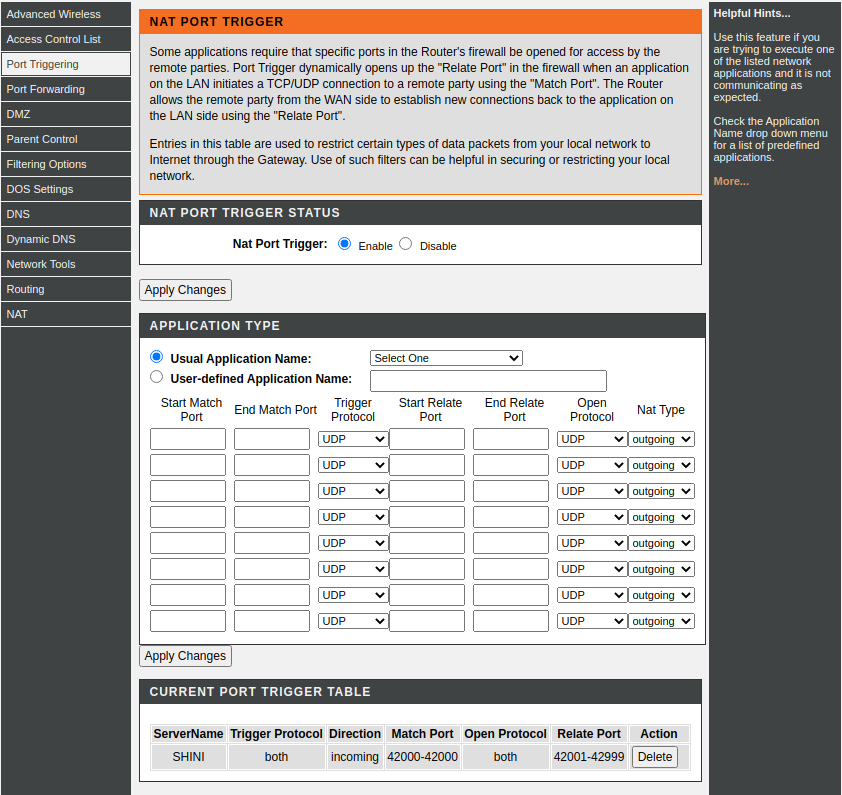 Advanced Wireless
Access Control List
Port Triggering
Port Forwarding
DMZ
Parent Control
Filtering Options
DOS Settings
DNS
Dynamic DNS
Network Tools
Routing
NAT
NAT PORT TRIGGER
Some applications require that specific ports in the Router's firewall be opened for access by the
remote parties. Port Trigger dynamically opens up the "Relate Port" in the firewall when an application
on the LAN initiates a TCP/UDP connection to a remote party using the "Match Port". The Router
allows the remote party from the WAN side to establish new connections back to the application on
the LAN side using the "Relate Port".
Entries in this table are used to restrict certain types of data packets from your local network to
Internet through the Gateway. Use of such filters can be helpful in securing or restricting your local
network.
NAT PORT TRIGGER STATUS
Nat Port Trigger: Enable Disable
Apply Changes
APPLICATION TYPE
Usual Application Name: Select One
User-defined Application Name:
Start Match Port End Match Port Trigger Protocol Start Relate Port End Relate Port Open Protocol Nat Type
UDP UDP outgoing
UDP UDP outgoing
UDP UDP outgoing
UDP UDP outgoing
UDP UDP outgoing
UDP UDP outgoing
UDP UDP outgoing
UDP UDP outgoing
Apply Changes
CURRENT PORT TRIGGER TABLE
ServerName Trigger Protocol Direction Match Port Open Protocol Relate Port Action
SHINI both incoming 42000-42000 both 42001-42999 Delete
Helpful Hints...
Use this feature if you
are trying to execute one
of the listed network
applications and it is not
communicating as
expected.
Check the Application
Name drop down menu
for a list of predefined
applications.
More...